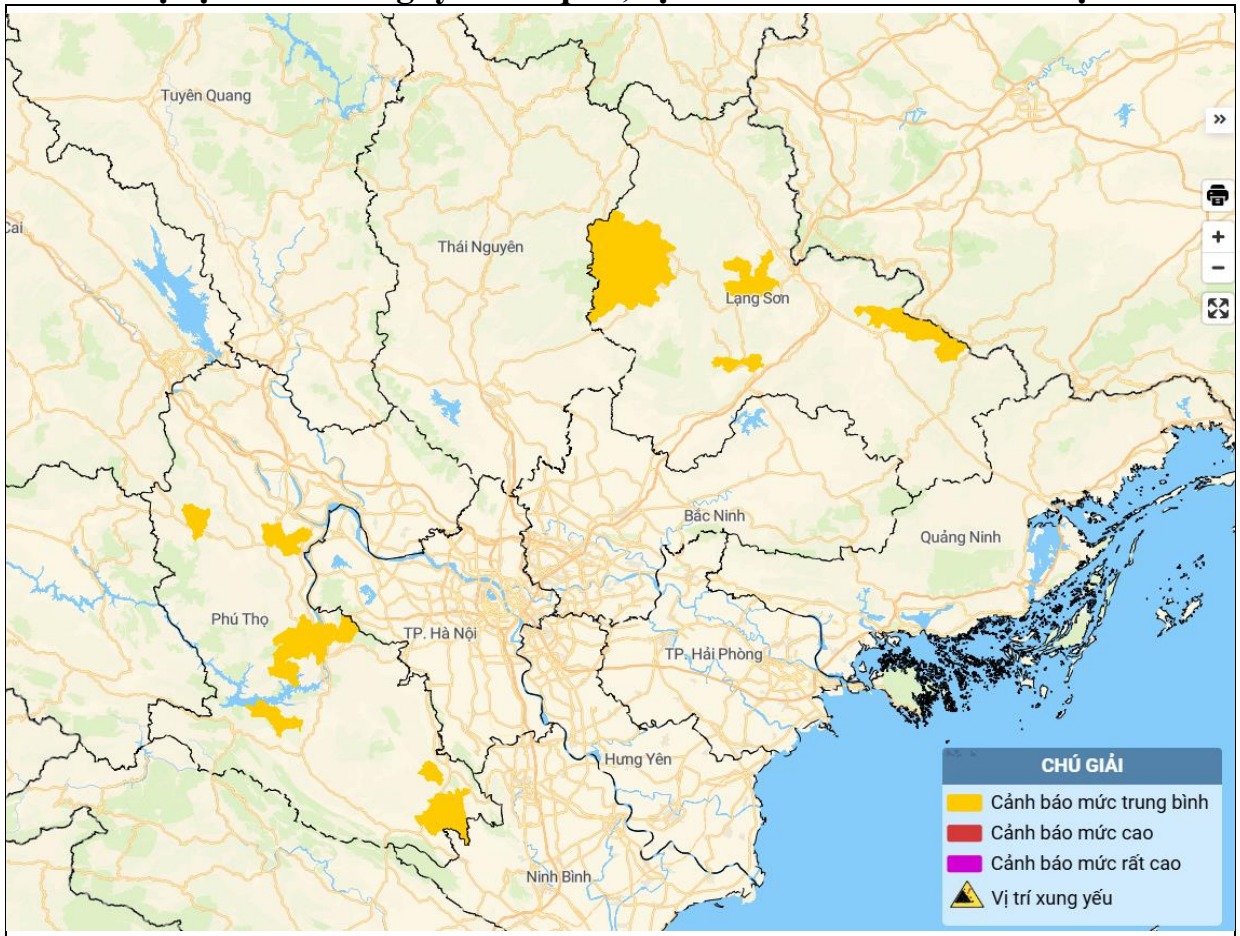 Tuyên Quang
»
Cai
Thái Nguyên
+
−
Lạng Sơn
Bắc Ninh
Quảng Ninh
Phú Thọ
TP. Hà Nội
TP. Hải Phòng
Hưng Yên
Ninh Bình
CHÚ GIẢI
Cảnh báo mức trung bình
Cảnh báo mức cao
Cảnh báo mức rất cao
Vị trí xung yếu